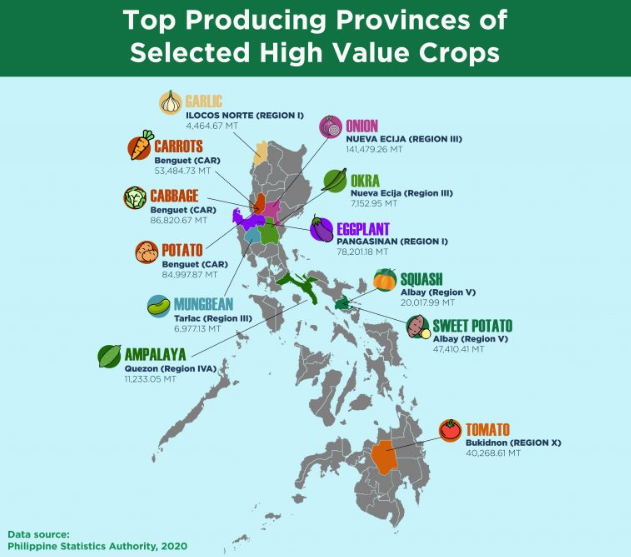 Top Producing Provinces of
Selected High Value Crops
GARLIC
ILOCOS NORTE (REGION I)
4,464.67 MT
ONION
NUEVA ECIJA (REGION III)
141,479.26 MT
CARROTS
Benguet (CAR)
53,484.73 MT
OKRA
Nueva Ecija (Region III)
7,152.95 MT
CABBAGE
Benguet (CAR)
86,820.67 MT
EGGPLANT
PANGASINAN (REGION I)
78,201.18 MT
POTATO
Benguet (CAR)
84,997.87 MT
SQUASH
Albay (Region V)
20,017.99 MT
MUNGBEAN
Tarlac (Region III)
6,977.13 MT
SWEET POTATO
Albay (Region V)
47,410.41 MT
AMPALAYA
Quezon (Region IVA)
11,233.05 MT
TOMATO
Bukidnon (REGION X)
40,268.61 MT
Data source:
Philippine Statistics Authority, 2020